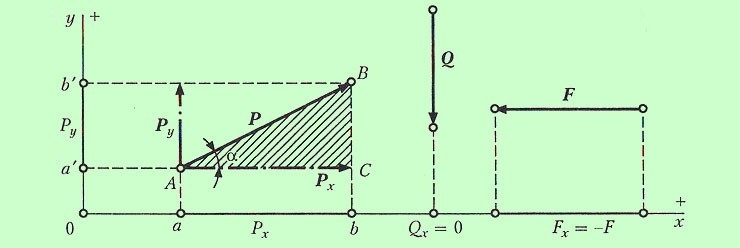 y +
b′
B
Q
P_y
P_y
P
α
F
a′
A
P_x
C
+
0
a
P_x
b
Q_x = 0
F_x = –F
x